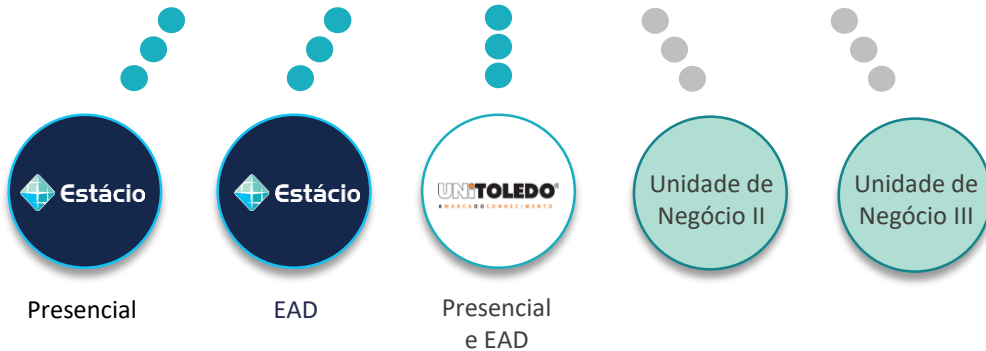 Estácio
Estácio
UNiTOLEDO®
A MARCA DO CONHECIMENTO
Unidade de
Negócio II
Unidade de
Negócio III
Presencial
EAD
Presencial
e EAD